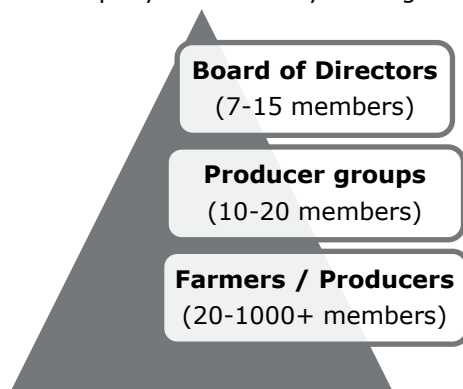 Board of Directors
(7-15 members)
Producer groups
(10-20 members)
Farmers / Producers
(20-1000+ members)